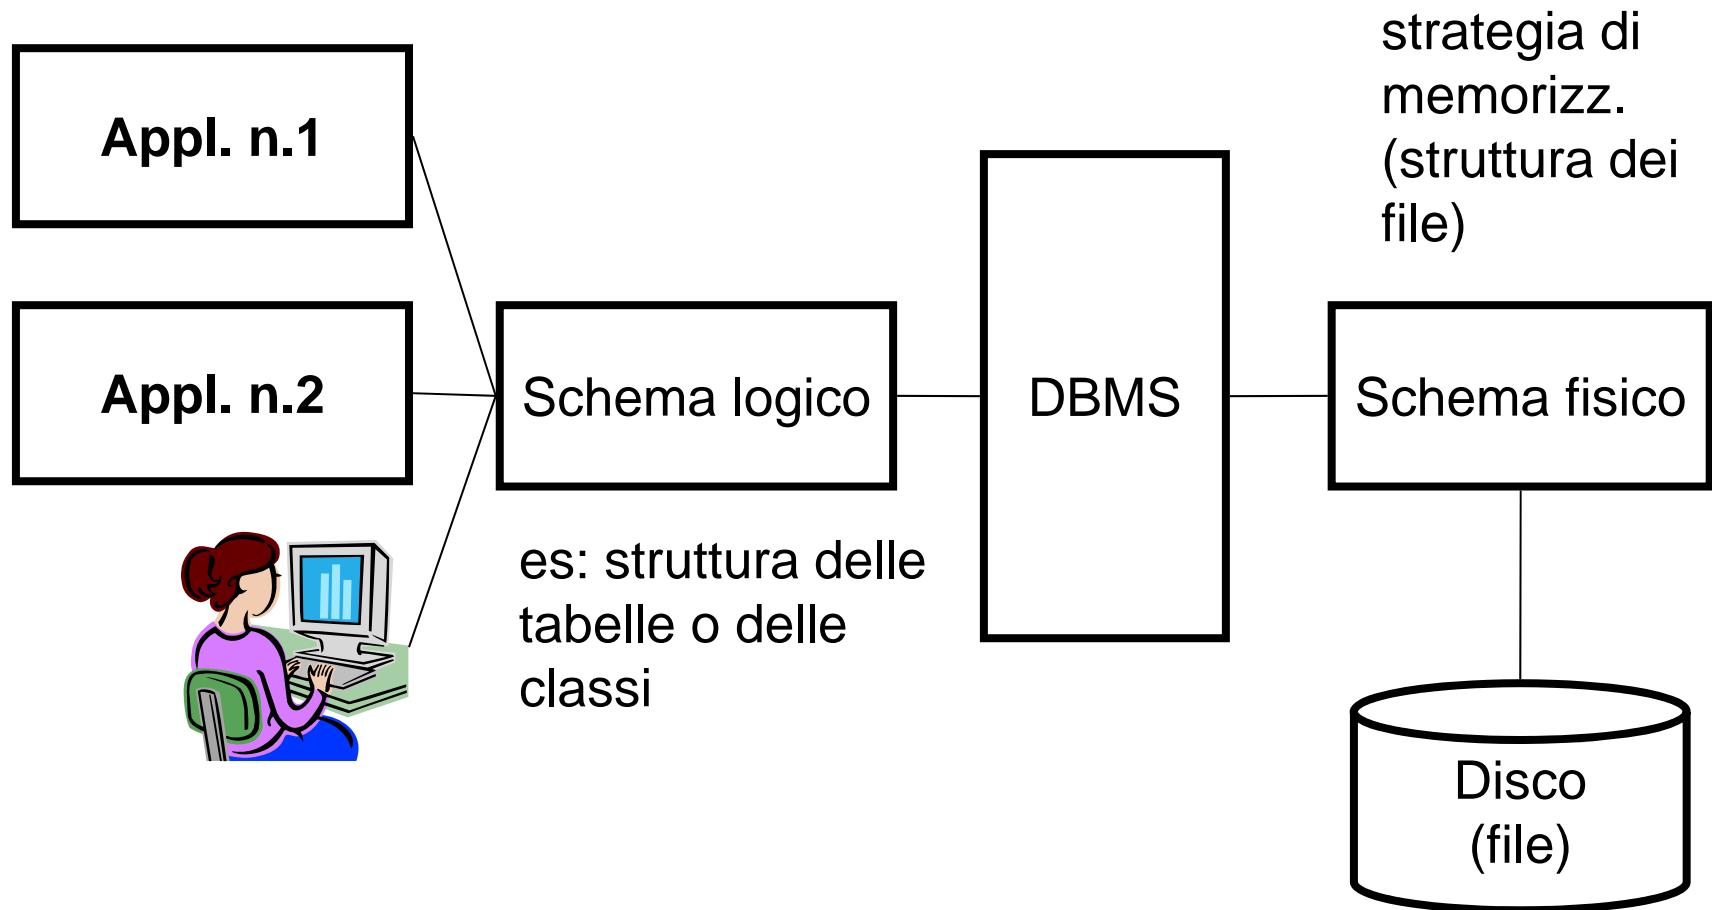 strategia di
memorizz.
(struttura dei
file)
Appl. n.1
Appl. n.2
Schema logico
DBMS
Schema fisico
es: struttura delle
tabelle o delle
classi
Disco
(file)